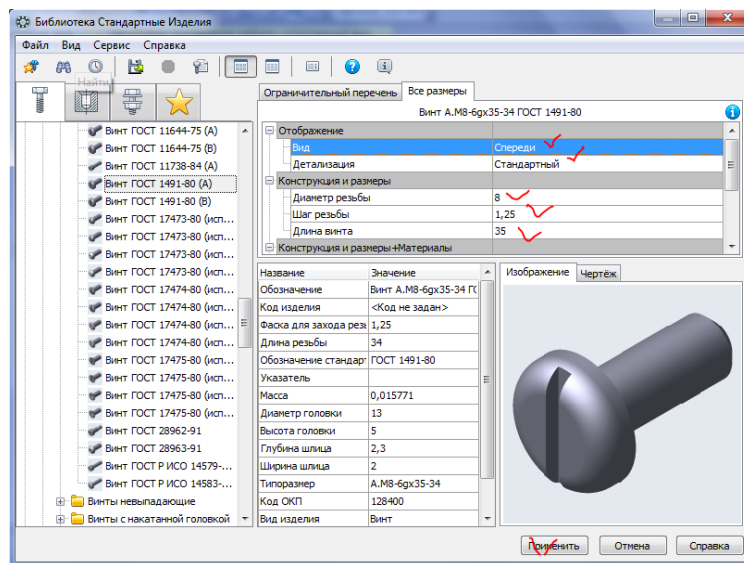 Библиотека Стандартные Изделия
Файл Вид Сервис Справка
Найти
Ограничительный перечень Все размеры
Винт А.М8-6gx35-34 ГОСТ 1491-80
Отображение
Вид Спереди
Детализация Стандартный
Конструкция и размеры
Диаметр резьбы 8
Шаг резьбы 1,25
Длина винта 35
Конструкция и размеры+Материалы
Винт ГОСТ 11644-75 (А)
Винт ГОСТ 11644-75 (В)
Винт ГОСТ 11738-84 (А)
Винт ГОСТ 1491-80 (А)
Винт ГОСТ 1491-80 (В)
Винт ГОСТ 17473-80 (исп...
Винт ГОСТ 17473-80 (исп...
Винт ГОСТ 17473-80 (исп...
Винт ГОСТ 17473-80 (исп...
Винт ГОСТ 17474-80 (исп...
Винт ГОСТ 17474-80 (исп...
Винт ГОСТ 17474-80 (исп...
Винт ГОСТ 17474-80 (исп...
Винт ГОСТ 17475-80 (исп...
Винт ГОСТ 17475-80 (исп...
Винт ГОСТ 17475-80 (исп...
Винт ГОСТ 17475-80 (исп...
Винт ГОСТ 28962-91
Винт ГОСТ 28963-91
Винт ГОСТ Р ИСО 14579-...
Винт ГОСТ Р ИСО 14583-...
Винты невыпадающие
Винты с накатанной головкой
Название Значение
Обозначение Винт А.М8-6gx35-34 ГС
Код изделия <Код не задан>
Фаска для захода резь 1,25
Длина резьбы 34
Обозначение стандарт ГОСТ 1491-80
Указатель
Масса 0,015771
Диаметр головки 13
Высота головки 5
Глубина шлица 2,3
Ширина шлица 2
Типоразмер А.М8-6gx35-34
Код ОКП 128400
Вид изделия Винт
Изображение Чертёж
Применить Отмена Справка